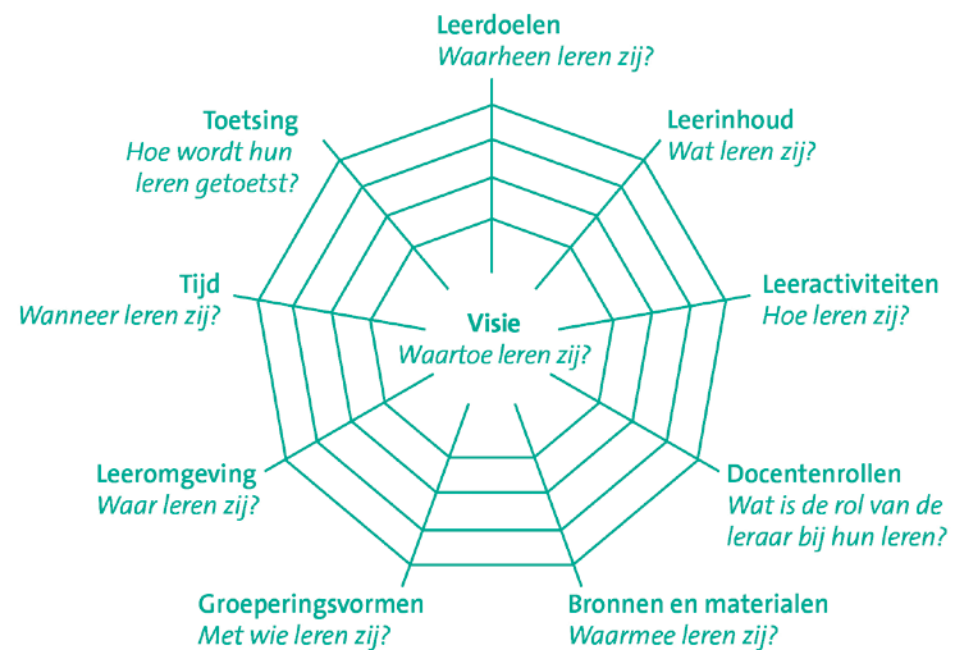 Leerdoelen
Waarheen leren zij?
Leerinhoud
Wat leren zij?
Leeractiviteiten
Hoe leren zij?
Docentenrollen
Wat is de rol van de
leraar bij hun leren?
Bronnen en materialen
Waarmee leren zij?
Groeperingsvormen
Met wie leren zij?
Leeromgeving
Waar leren zij?
Tijd
Wanneer leren zij?
Toetsing
Hoe wordt hun
leren getoetst?
Visie
Waartoe leren zij?